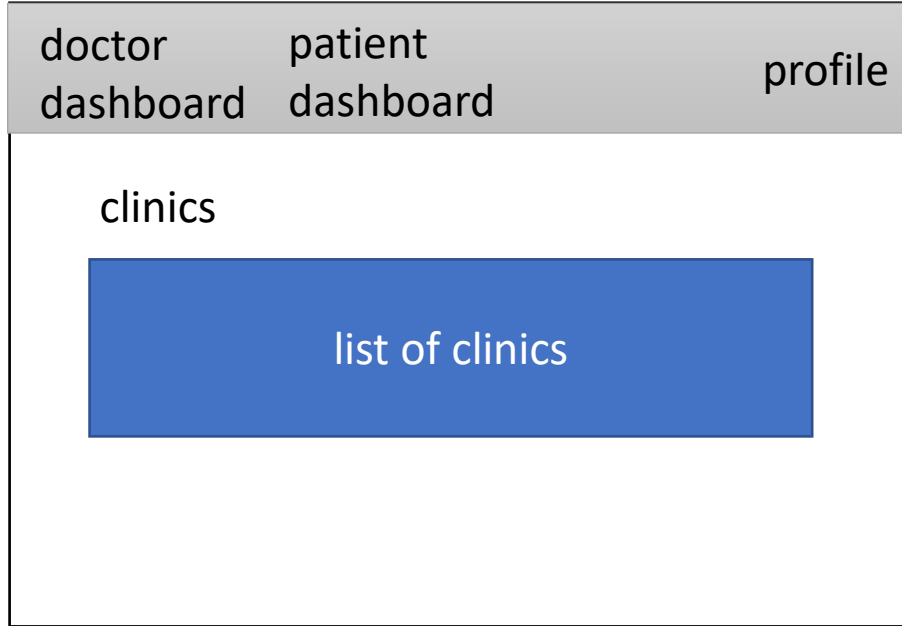 doctor
dashboard
patient
dashboard
profile
clinics
list of clinics